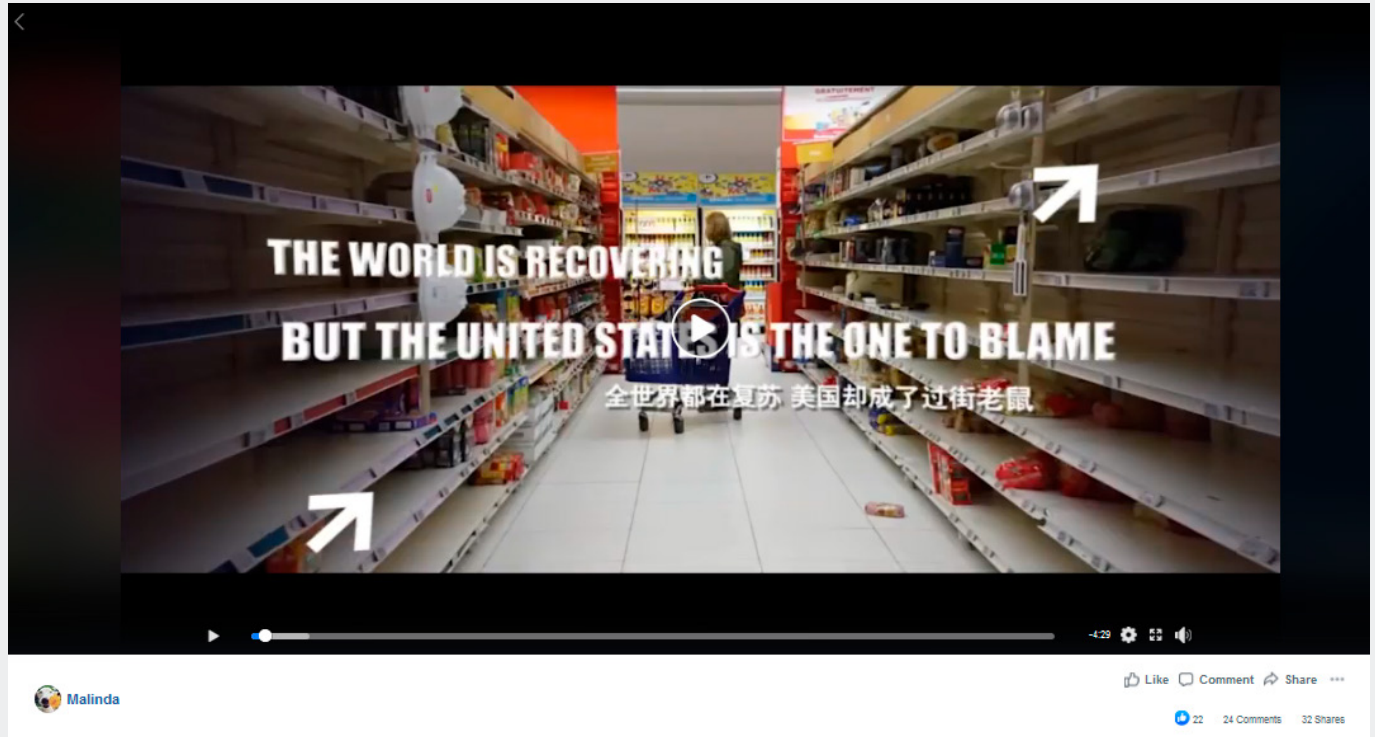 GRATUITEMENT
THE WORLD IS RECOVERING
BUT THE UNITED STATES IS THE ONE TO BLAME
全世界都在复苏 美国却成了过街老鼠
-4:29
Malinda
Like Comment Share
22 24 Comments 32 Shares